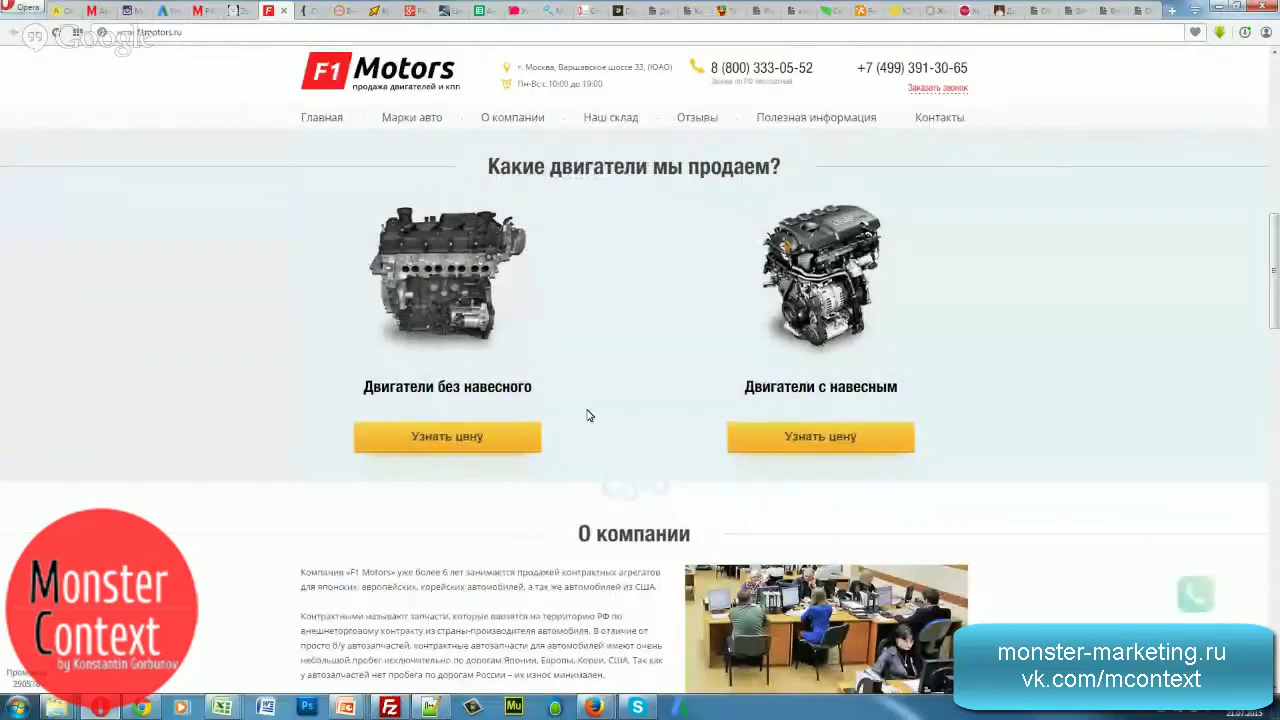 Opera
Google
motors.ru
F1 Motors
продажа двигателей и кпп
г. Москва, Варшавское шоссе 33, (ЮАО)
Пн-Вс: с 10:00 до 19:00
8 (800) 333-05-52
Звонок по РФ бесплатный
+7 (499) 391-30-65
Заказать звонок
Главная
Марки авто
О компании
Наш склад
Отзывы
Полезная информация
Контакты
Какие двигатели мы продаем?
Двигатели без навесного
Двигатели с навесным
Узнать цену
Узнать цену
О компании
Компания «F1 Motors» уже более 6 лет занимается продажей контрактных агрегатов
для японских, европейских, корейских автомобилей, а так же автомобилей из США.
Контрактными называют запчасти, которые ввозятся на территорию РФ по
внешнеторговому контракту из страны-производителя автомобиля. В отличие от
просто б/у автозапчастей, контрактные автозапчасти для автомобилей имеют очень
небольшой пробег исключительно по дорогам Японии, Европы, Кореи, США. Так как
у автозапчастей нет пробега по дорогам России – их износ минимален.
Monster
Context
by Konstantin Gorbunov
monster-marketing.ru
vk.com/mcontext
21.07.2015